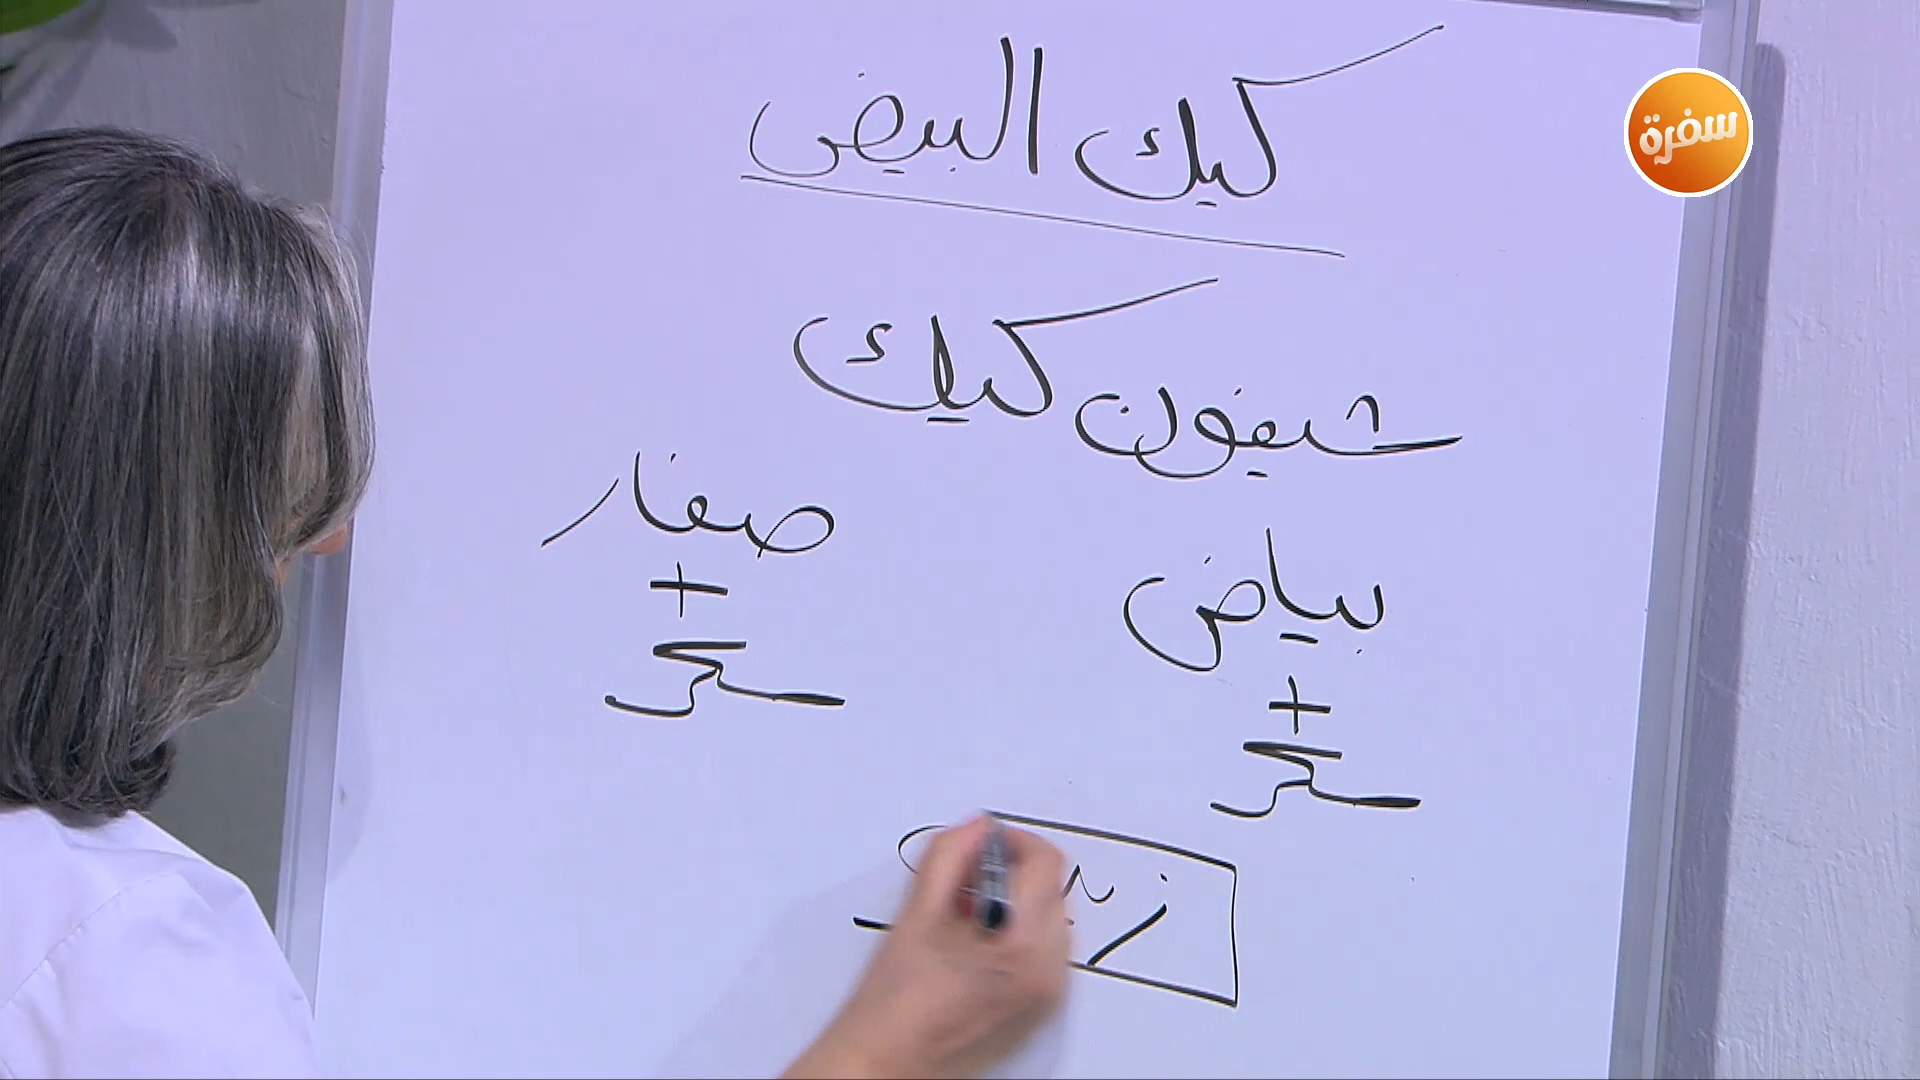 كيك البيض
شيفون كيك
بياض
+
سكر
صفار
+
سكر
سفرة